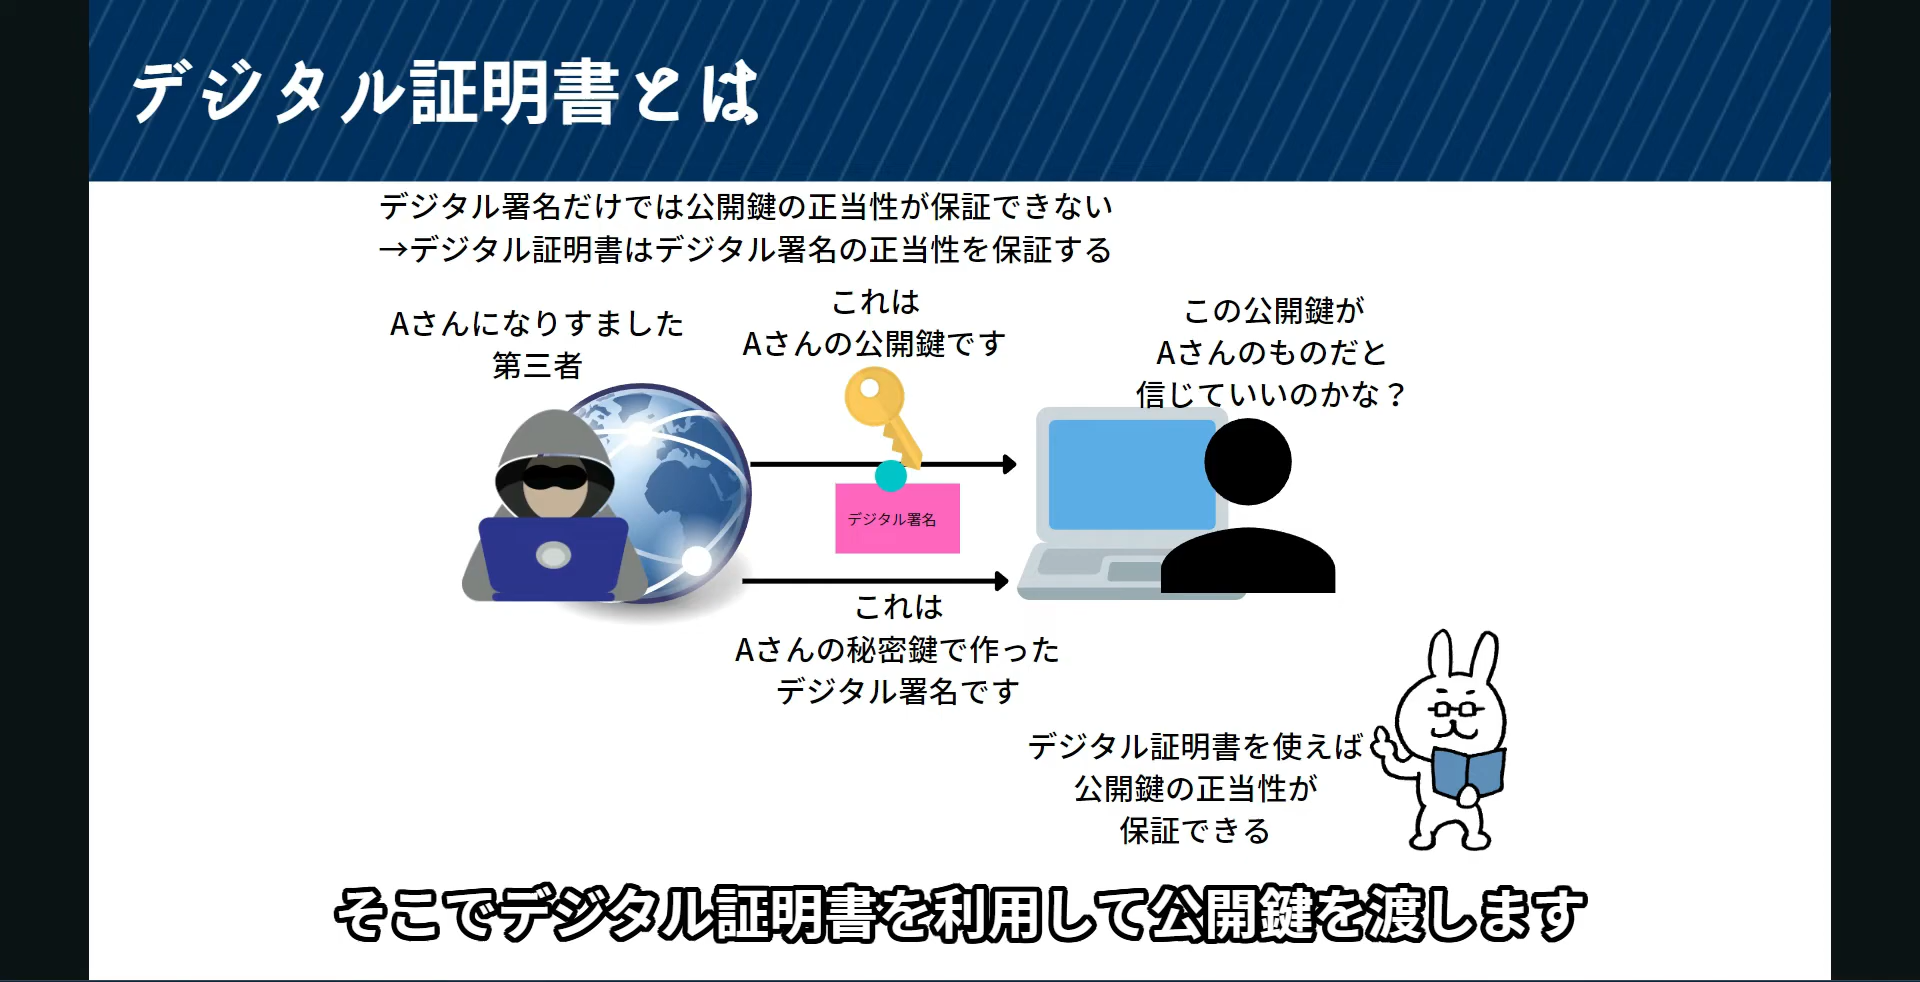 デジタル証明書とは
デジタル署名だけでは公開鍵の正当性が保証できない
→デジタル証明書はデジタル署名の正当性を保証する
Aさんになりすました
第三者
これは
Aさんの公開鍵です
この公開鍵が
Aさんのものだと
信じていいのかな？
デジタル署名
これは
Aさんの秘密鍵で作った
デジタル署名です
デジタル証明書を使えば
公開鍵の正当性が
保証できる
そこでデジタル証明書を利用して公開鍵を渡します